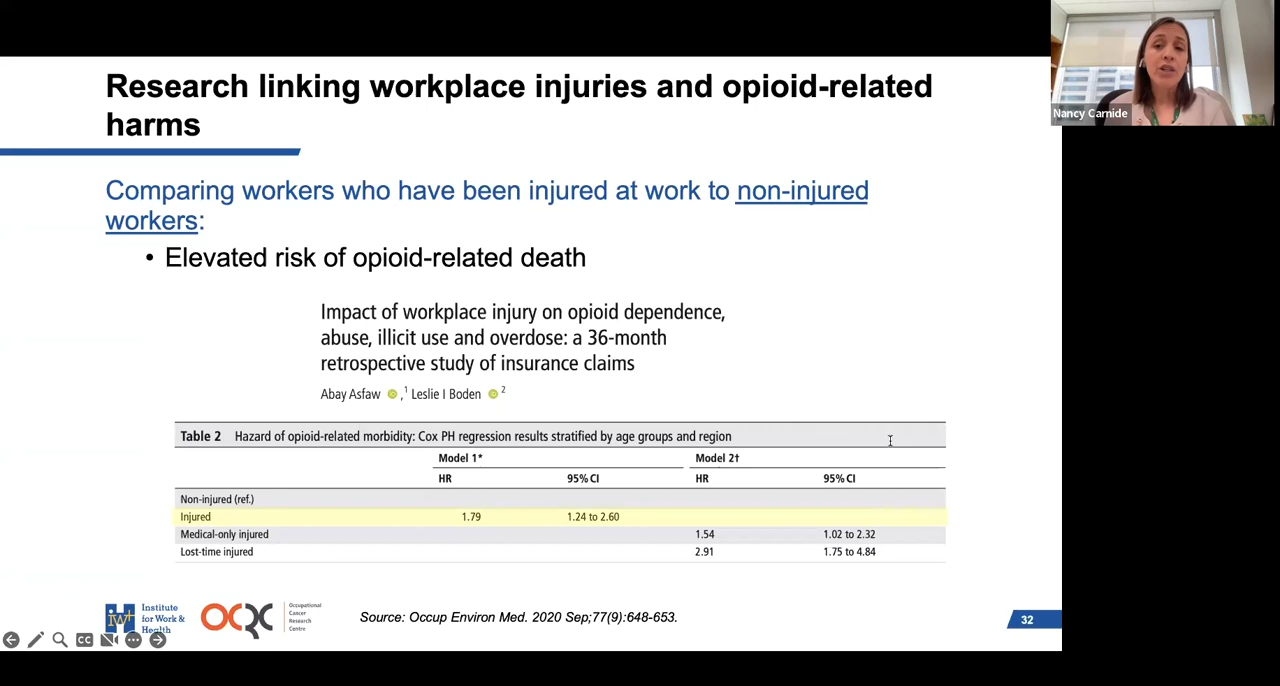 Research linking workplace injuries and opioid-related
harms
Nancy Carnide
Comparing workers who have been injured at work to non-injured
workers:
• Elevated risk of opioid-related death
Impact of workplace injury on opioid dependence,
abuse, illicit use and overdose: a 36-month
retrospective study of insurance claims
Abay Asfaw ,1 Leslie I Boden 2
Table 2 Hazard of opioid-related morbidity: Cox PH regression results stratified by age groups and region
Model 1* Model 2†
HR 95% CI HR 95% CI
Non-injured (ref.)
Injured 1.79 1.24 to 2.60
Medical-only injured 1.54 1.02 to 2.32
Lost-time injured 2.91 1.75 to 4.84
iwh
Institute
for Work &
Health
OCRC
Occupational
Cancer
Research
Centre
Source: Occup Environ Med. 2020 Sep;77(9):648-653.
32
CC